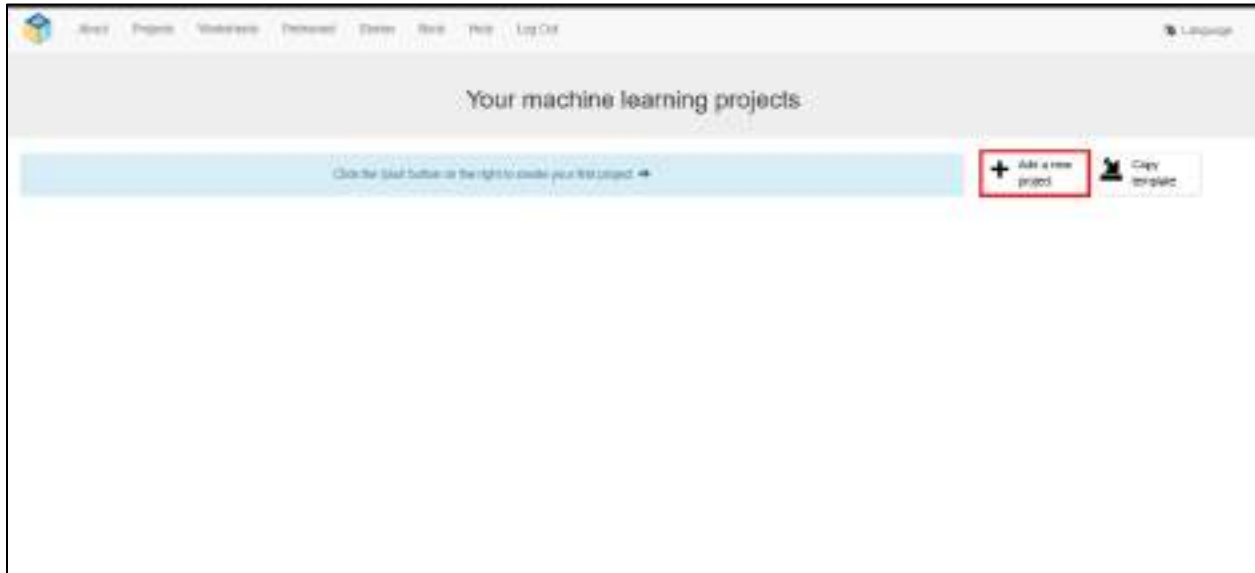 About Projects Worksheets Pretrained Stories Book Help Log Out
Language
Your machine learning projects
Click the 'plus' button on the right to create your first project.
Add a new
project
Copy
template